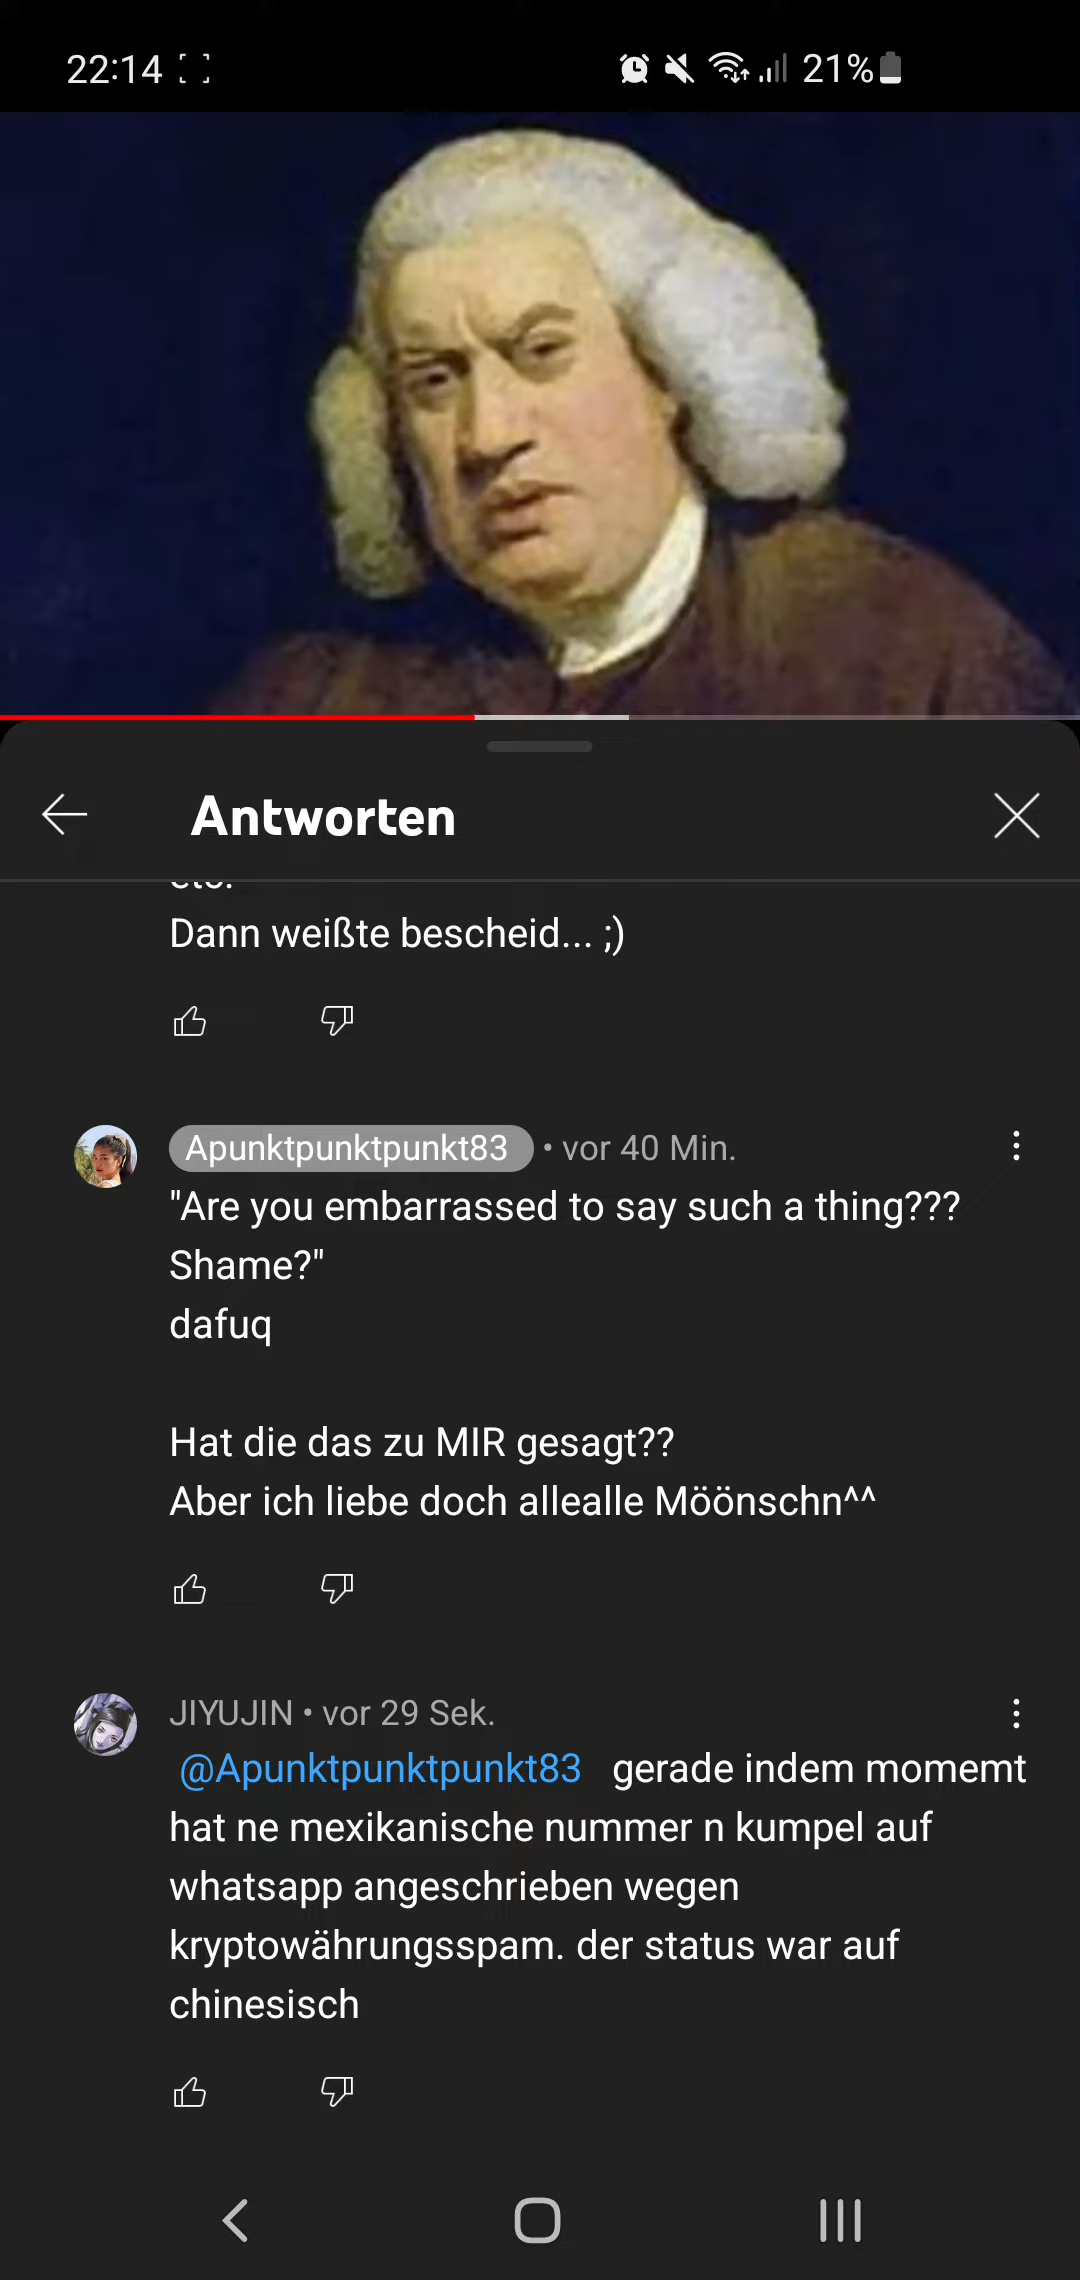 22:14
21%
Antworten
etc.
Dann weißte bescheid... ;)
Apunktpunktpunkt83 • vor 40 Min.
"Are you embarrassed to say such a thing???
Shame?"
dafuq
Hat die das zu MIR gesagt??
Aber ich liebe doch allealle Möönschn^^
JIYUJIN • vor 29 Sek.
@Apunktpunktpunkt83 gerade indem momemt
hat ne mexikanische nummer n kumpel auf
whatsapp angeschrieben wegen
kryptowährungsspam. der status war auf
chinesisch